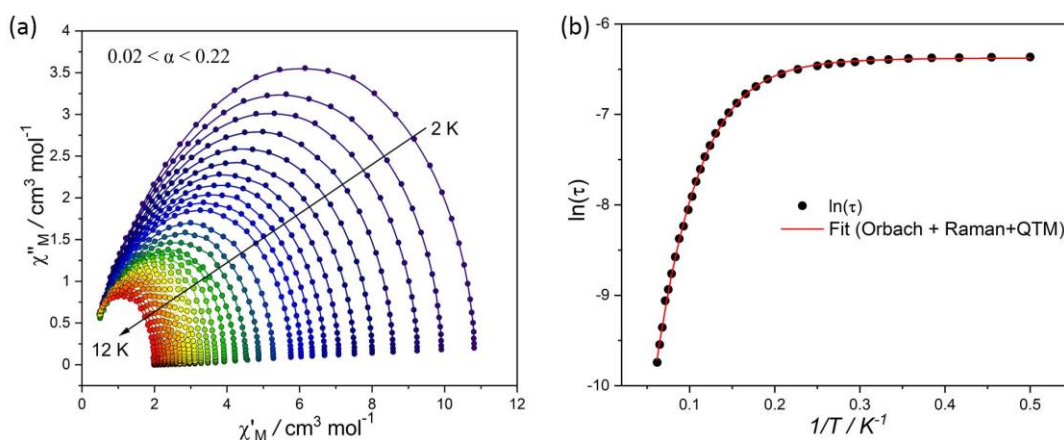 (a)
4
3.5
3
2.5
2
1.5
1
0.5
0
0.02 < α < 0.22
2 K
12 K
χ''M / cm³ mol⁻¹
0 2 4 6 8 10 12
χ'M / cm³ mol⁻¹
(b)
-6
-7
-8
-9
-10
ln(τ)
ln(τ)
Fit (Orbach + Raman+QTM)
0.1 0.2 0.3 0.4 0.5
1/T / K⁻¹